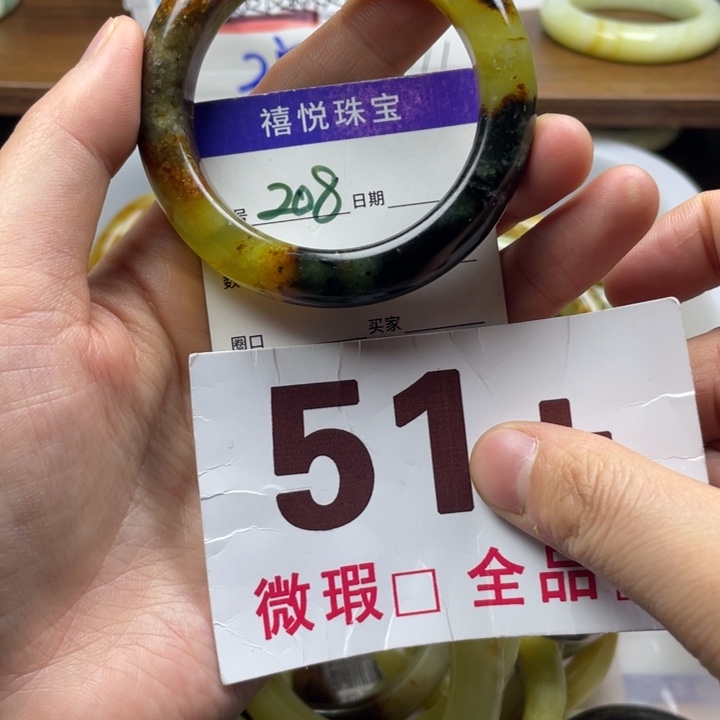 禧悦珠宝
208 日期
买家
圈口
51
微瑕□ 全品